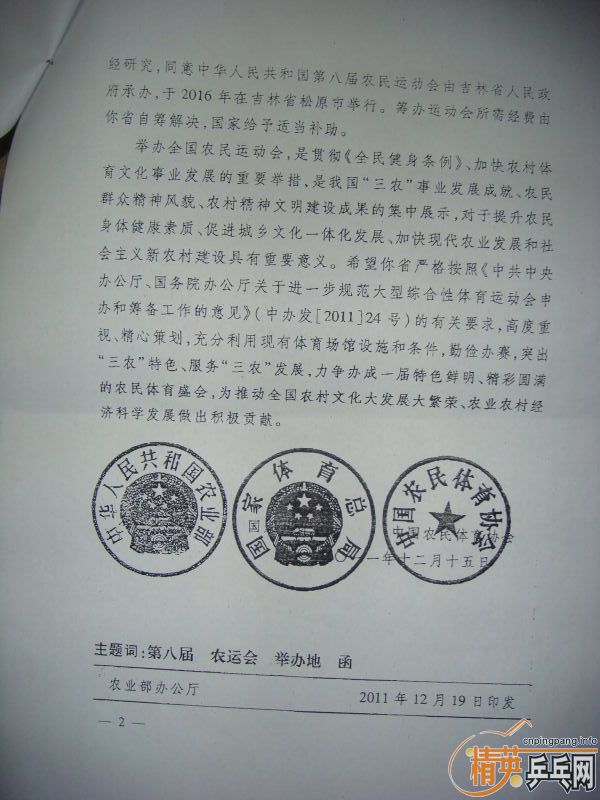 经研究,同意中华人民共和国第八届农民运动会由吉林省人民政
府承办,于2016年在吉林省松原市举行。筹办运动会所需经费由
你省自筹解决,国家给予适当补助。
举办全国农民运动会,是贯彻《全民健身条例》、加快农村体
育文化事业发展的重要举措,是我国“三农”事业发展成就、农民
群众精神风貌、农村精神文明建设成果的集中展示,对于提升农民
身体健康素质、促进城乡文化一体化发展、加快现代农业发展和社
会主义新农村建设具有重要意义。希望你省严格按照《中共中央
办公厅、国务院办公厅关于进一步规范大型综合性体育运动会申
办和筹备工作的意见》(中办发[2011]24号)的有关要求,高度重
视、精心策划,充分利用现有体育场馆设施和条件,勤俭办赛,突出
“三农”特色、服务“三农”发展,力争办成一届特色鲜明、精彩圆满
的农民体育盛会,为推动全国农村文化大发展大繁荣、农业农村经
济科学发展做出积极贡献。
中华人民共和国农业部
国家体育总局
中国农民体育协会
国
中国农民体育协会
一年十二月十五日
主题词:第八届 农运会 举办地 函
农业部办公厅 2011年12月19日印发
— 2 —
cnpingpang.info
精英乒乓网